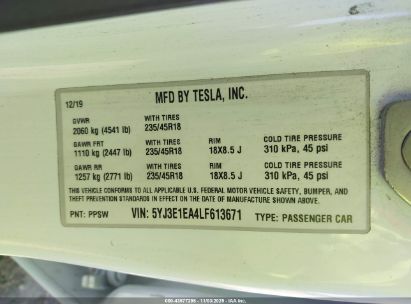 12/19 MFD BY TESLA, INC.
GVWR WITH TIRES
2060 kg (4541 lb) 235/45R18
GAWR FRT WITH TIRES RIM COLD TIRE PRESSURE
1110 kg (2447 lb) 235/45R18 18X8.5 J 310 kPa, 45 psi
GAWR RR WITH TIRES RIM COLD TIRE PRESSURE
1257 kg (2771 lb) 235/45R18 18X8.5 J 310 kPa, 45 psi
THIS VEHICLE CONFORMS TO ALL APPLICABLE U.S. FEDERAL MOTOR VEHICLE SAFETY, BUMPER, AND
THEFT PREVENTION STANDARDS IN EFFECT ON THE DATE OF MANUFACTURE SHOWN ABOVE.
PNT: PPSW VIN: 5YJ3E1EA4LF613671 TYPE: PASSENGER CAR